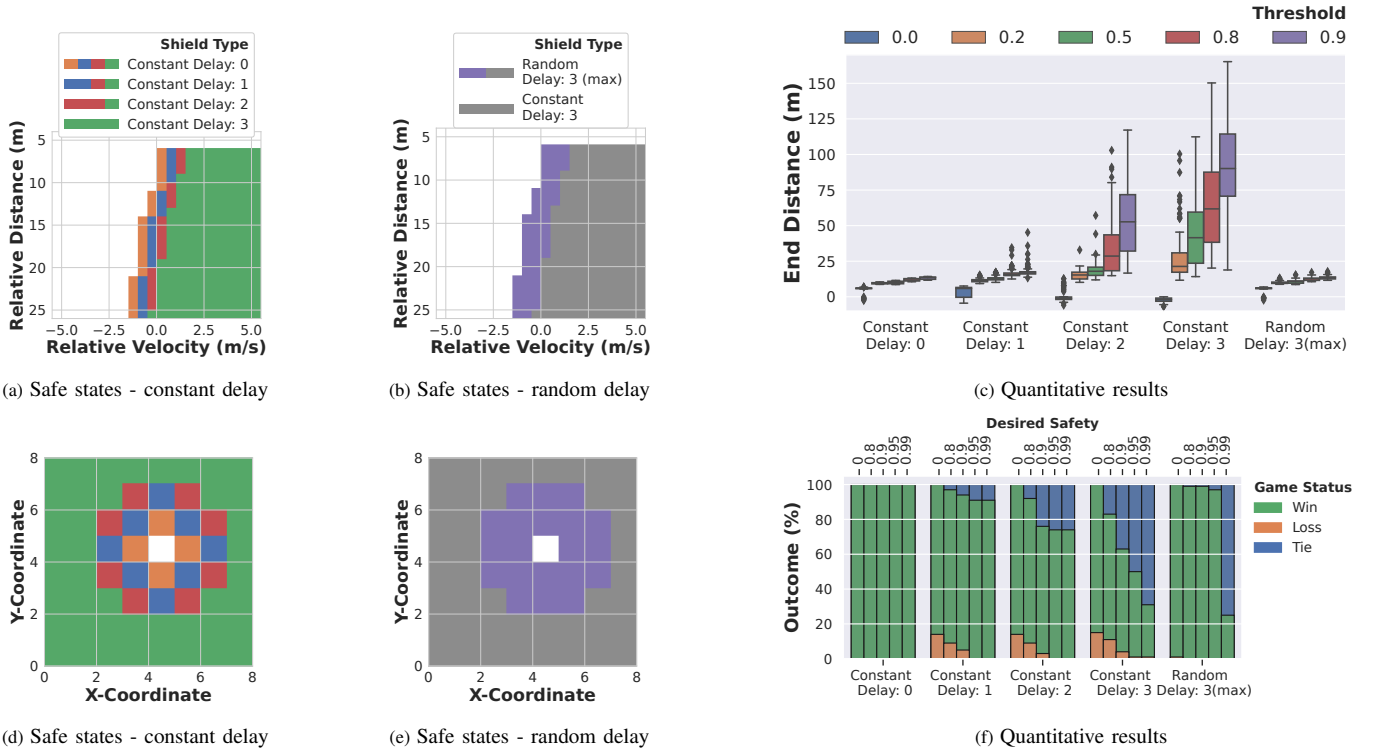 Shield Type
Constant Delay: 0
Constant Delay: 1
Constant Delay: 2
Constant Delay: 3
5
10
15
20
25
Relative Distance (m)
−5.0 −2.5 0.0 2.5 5.0
Relative Velocity (m/s)
(a) Safe states - constant delay
Shield Type
Random
Delay: 3 (max)
Constant
Delay: 3
5
10
15
20
25
Relative Distance (m)
−5.0 −2.5 0.0 2.5 5.0
Relative Velocity (m/s)
(b) Safe states - random delay
Threshold
0.0 0.2 0.5 0.8 0.9
150
125
100
75
50
25
0
End Distance (m)
Constant Constant Constant Constant Random
Delay: 0 Delay: 1 Delay: 2 Delay: 3 Delay: 3(max)
(c) Quantitative results
8
6
4
2
0
Y-Coordinate
0 2 4 6 8
X-Coordinate
(d) Safe states - constant delay
8
6
4
2
0
Y-Coordinate
0 2 4 6 8
X-Coordinate
(e) Safe states - random delay
Desired Safety
0 0.8 0.9 0.95 0.99 0 0.8 0.9 0.95 0.99 0 0.8 0.9 0.95 0.99 0 0.8 0.9 0.95 0.99 0 0.8 0.9 0.95 0.99
100
80
60
40
20
0
Outcome (%)
Game Status
Win
Loss
Tie
Constant Constant Constant Constant Random
Delay: 0 Delay: 1 Delay: 2 Delay: 3 Delay: 3(max)
(f) Quantitative results